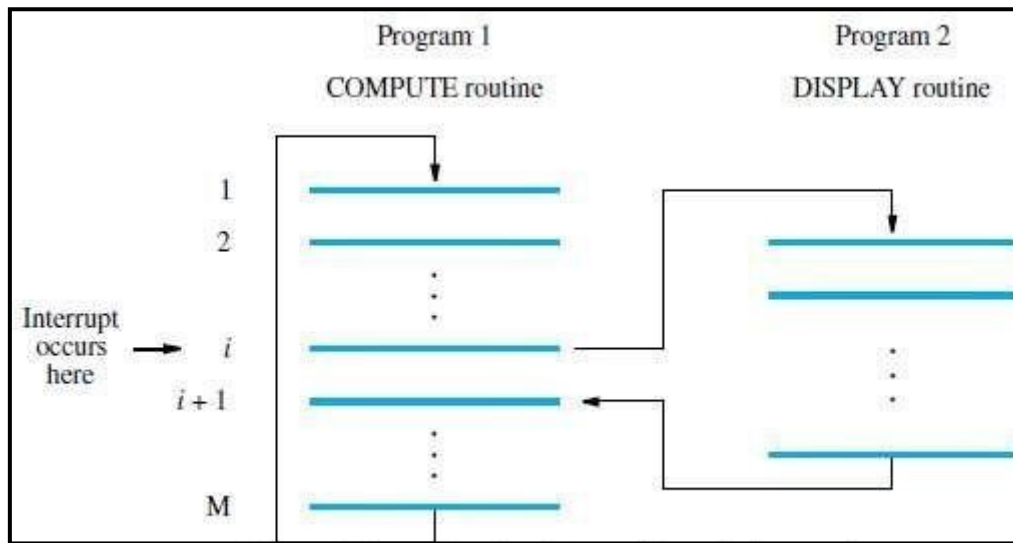 Program 1
COMPUTE routine
Program 2
DISPLAY routine
1
2
Interrupt
occurs
here
i
i + 1
M